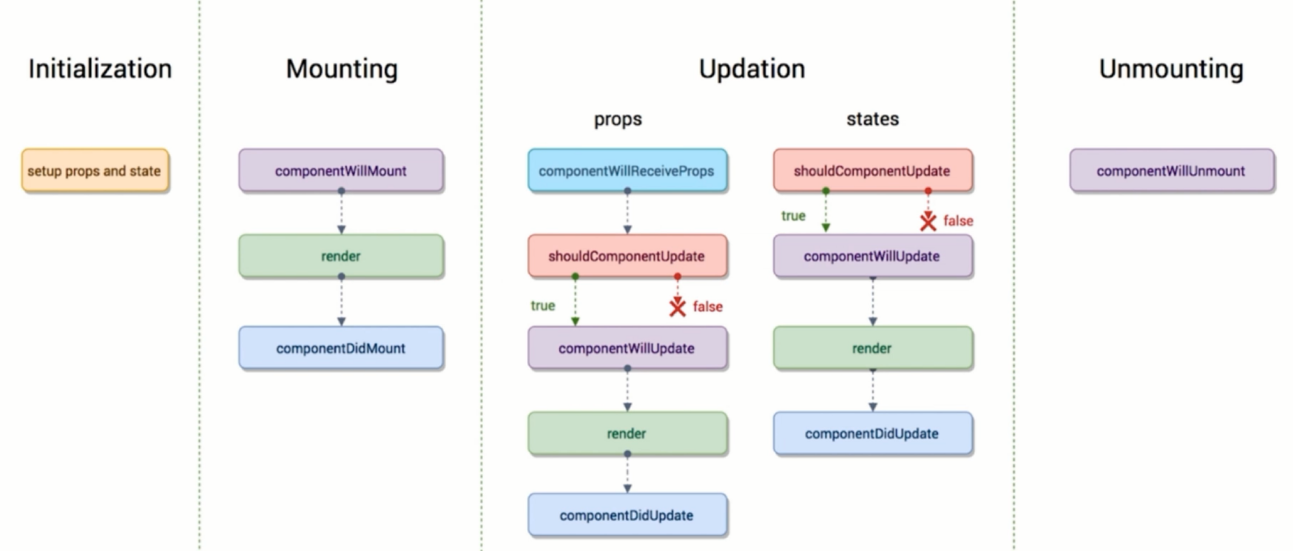 Initialization
Mounting
Updation
Unmounting
props
states
setup props and state
componentWillMount
render
componentDidMount
componentWillReceiveProps
shouldComponentUpdate
true
false
componentWillUpdate
render
componentDidUpdate
shouldComponentUpdate
true
false
componentWillUpdate
render
componentDidUpdate
componentWillUnmount